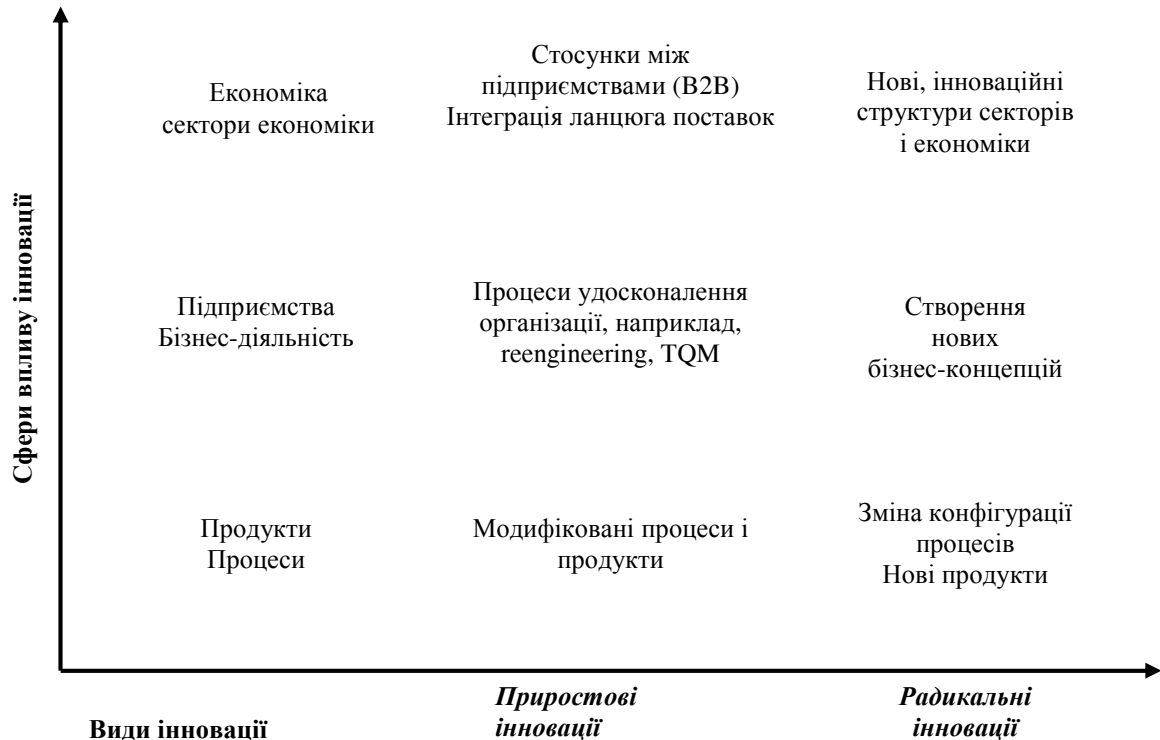 Сфери впливу інновації
Економіка
сектори економіки
Стосунки між
підприємствами (B2B)
Інтеграція ланцюга поставок
Нові, інноваційні
структури секторів
і економіки
Підприємства
Бізнес-діяльність
Процеси удосконалення
організації, наприклад,
reengineering, TQM
Створення
нових
бізнес-концепцій
Продукти
Процеси
Модифіковані процеси і
продукти
Зміна конфігурації
процесів
Нові продукти
Види інновації
Приростові
інновації
Радикальні
інновації